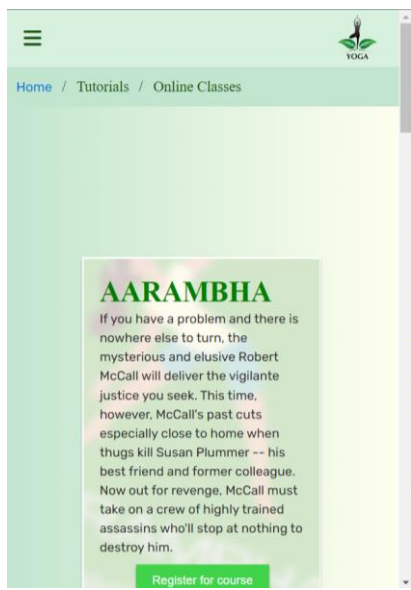 YOGA
Home / Tutorials / Online Classes
AARAMBHA
If you have a problem and there is
nowhere else to turn, the
mysterious and elusive Robert
McCall will deliver the vigilante
justice you seek. This time,
however, McCall's past cuts
especially close to home when
thugs kill Susan Plummer -- his
best friend and former colleague.
Now out for revenge, McCall must
take on a crew of highly trained
assassins who'll stop at nothing to
destroy him.
Register for course